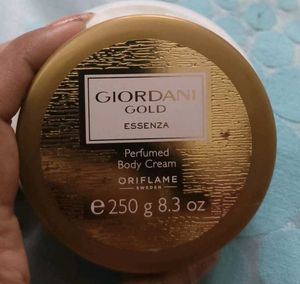 GIORDANI
GOLD
ESSENZA
Perfumed
Body Cream
ORIFLAME
SWEDEN
℮ 250 g 8.3 oz